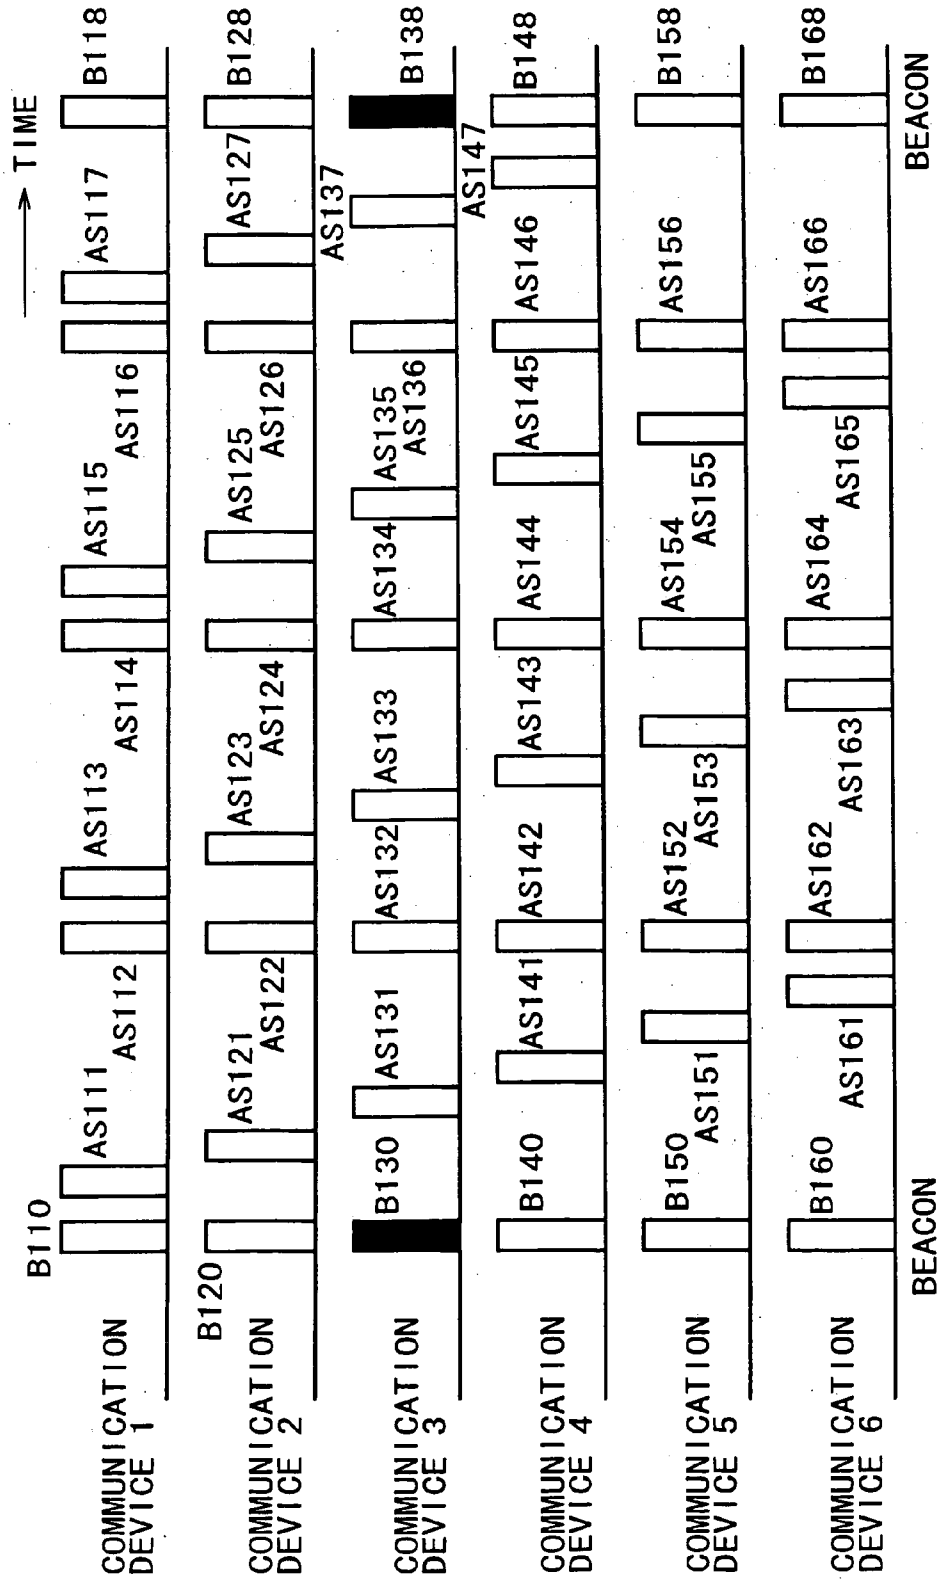 → TIME
B110
AS111
AS112
AS113
AS114
AS115
AS116
AS117
B118
COMMUNICATION
DEVICE 1
B120
AS121
AS122
AS123
AS124
AS125
AS126
AS127
B128
COMMUNICATION
DEVICE 2
B130
AS131
AS132
AS133
AS134
AS135
AS136
AS137
B138
COMMUNICATION
DEVICE 3
B140
AS141
AS142
AS143
AS144
AS145
AS146
AS147
B148
COMMUNICATION
DEVICE 4
B150
AS151
AS152
AS153
AS154
AS155
AS156
B158
COMMUNICATION
DEVICE 5
B160
AS161
AS162
AS163
AS164
AS165
AS166
B168
COMMUNICATION
DEVICE 6
BEACON
BEACON